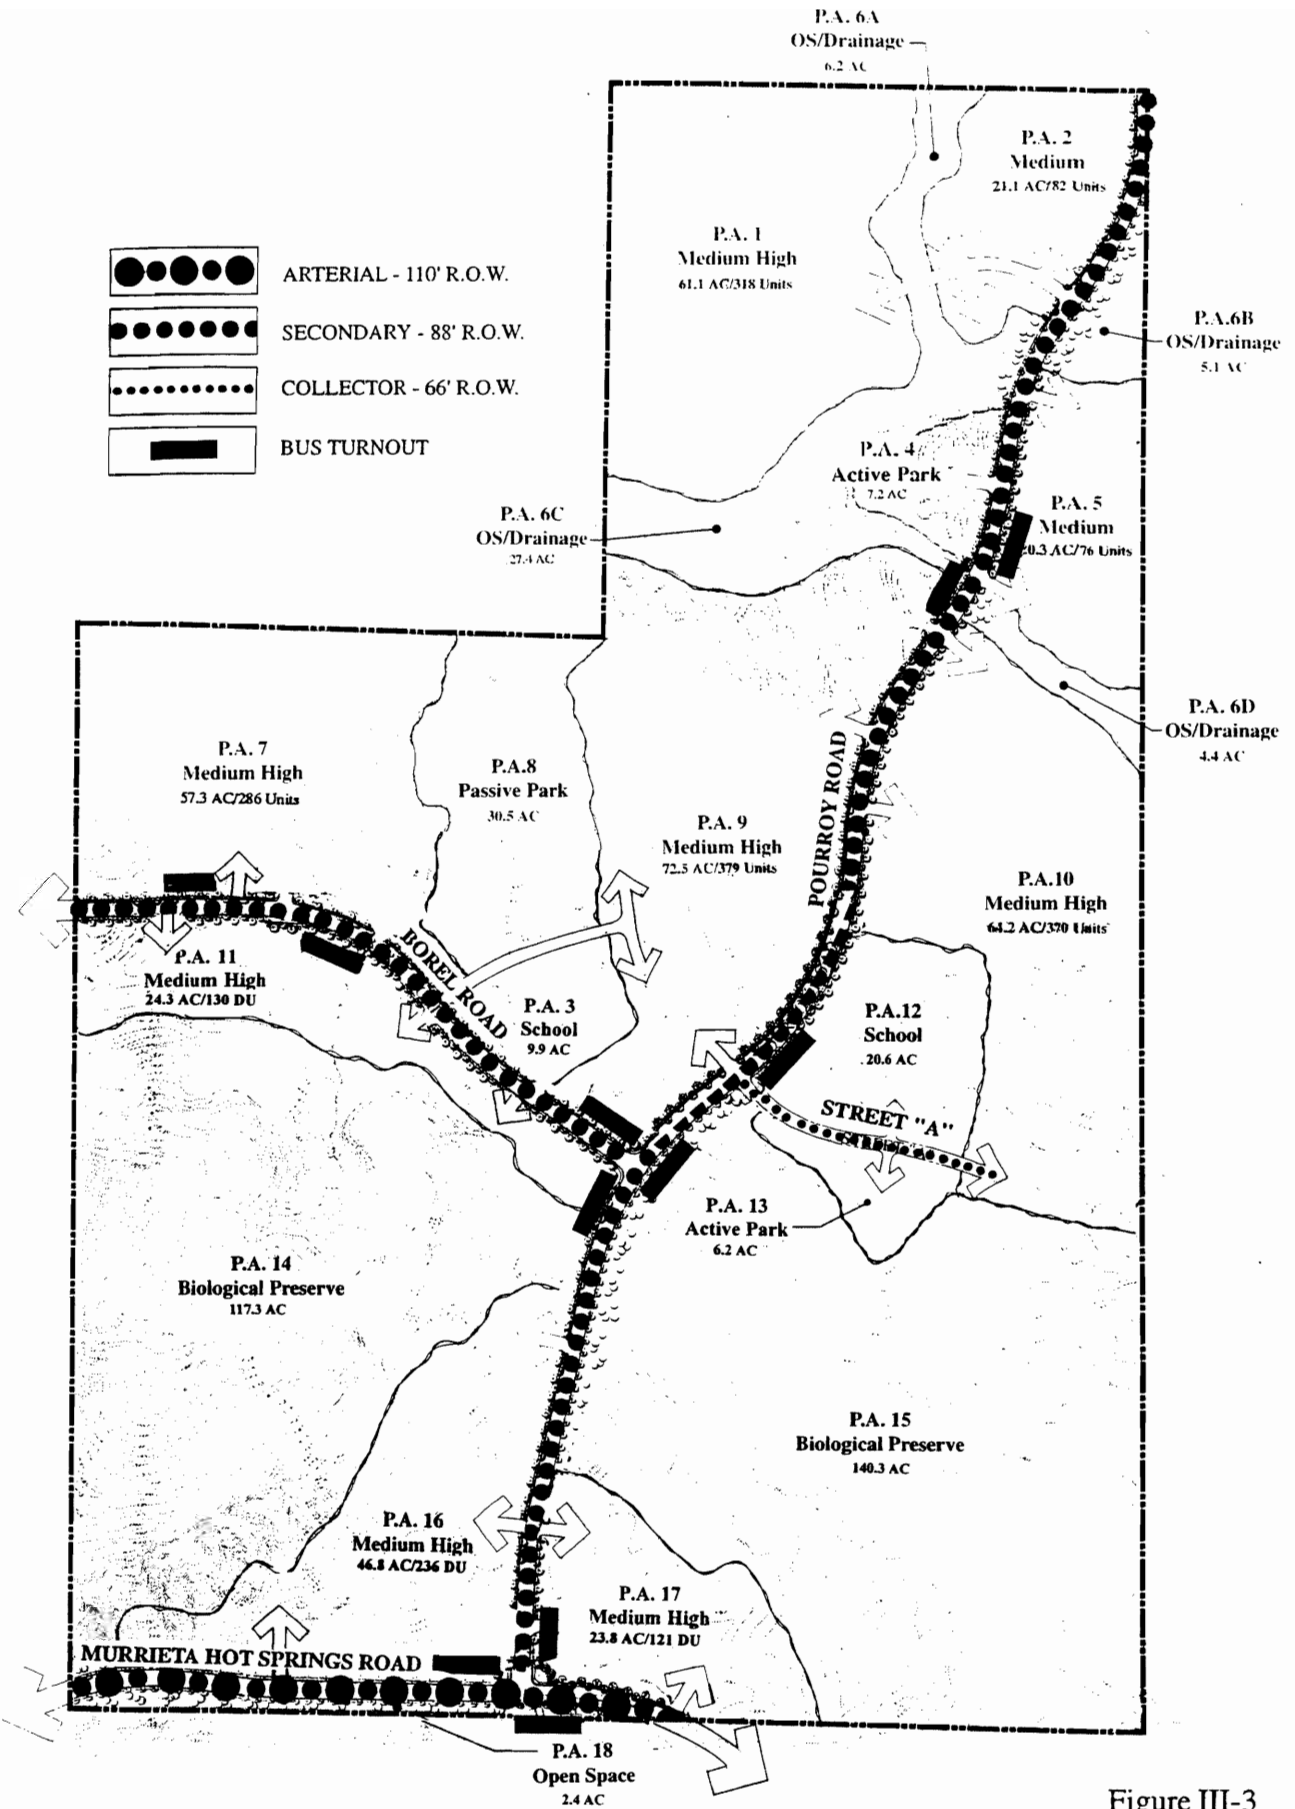 P.A. 6A
OS/Drainage
6.2 AC
P.A. 2
Medium
21.1 AC/82 Units
P.A. 1
Medium High
61.1 AC/318 Units
ARTERIAL - 110' R.O.W.
SECONDARY - 88' R.O.W.
COLLECTOR - 66' R.O.W.
BUS TURNOUT
P.A.6B
OS/Drainage
5.1 AC
P.A. 4
Active Park
7.2 AC
P.A. 6C
OS/Drainage
27.4 AC
P.A. 5
Medium
0.3 AC/76 Units
P.A. 6D
OS/Drainage
4.4 AC
P.A. 7
Medium High
57.3 AC/286 Units
P.A.8
Passive Park
30.5 AC
P.A. 9
Medium High
72.5 AC/379 Units
POURROY ROAD
P.A.10
Medium High
64.2 AC/370 Units
BOREL ROAD
P.A. 11
Medium High
24.3 AC/130 DU
P.A. 3
School
9.9 AC
P.A.12
School
20.6 AC
STREET "A"
P.A. 13
Active Park
6.2 AC
P.A. 14
Biological Preserve
117.3 AC
P.A. 15
Biological Preserve
140.3 AC
P.A. 16
Medium High
46.8 AC/236 DU
P.A. 17
Medium High
23.8 AC/121 DU
MURRIETA HOT SPRINGS ROAD
P.A. 18
Open Space
2.4 AC
Figure III-3